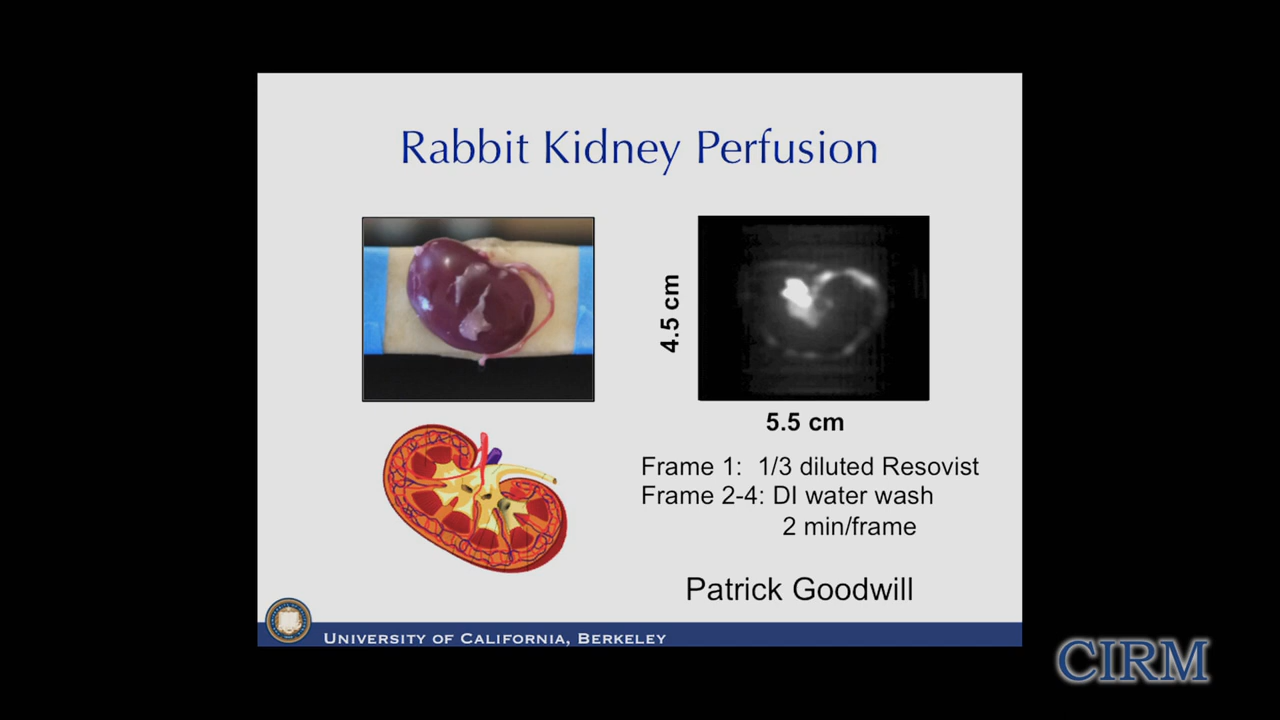 Rabbit Kidney Perfusion
4.5 cm
5.5 cm
Frame 1: 1/3 diluted Resovist
Frame 2-4: DI water wash
2 min/frame
Patrick Goodwill
UNIVERSITY OF CALIFORNIA, BERKELEY
CIRM